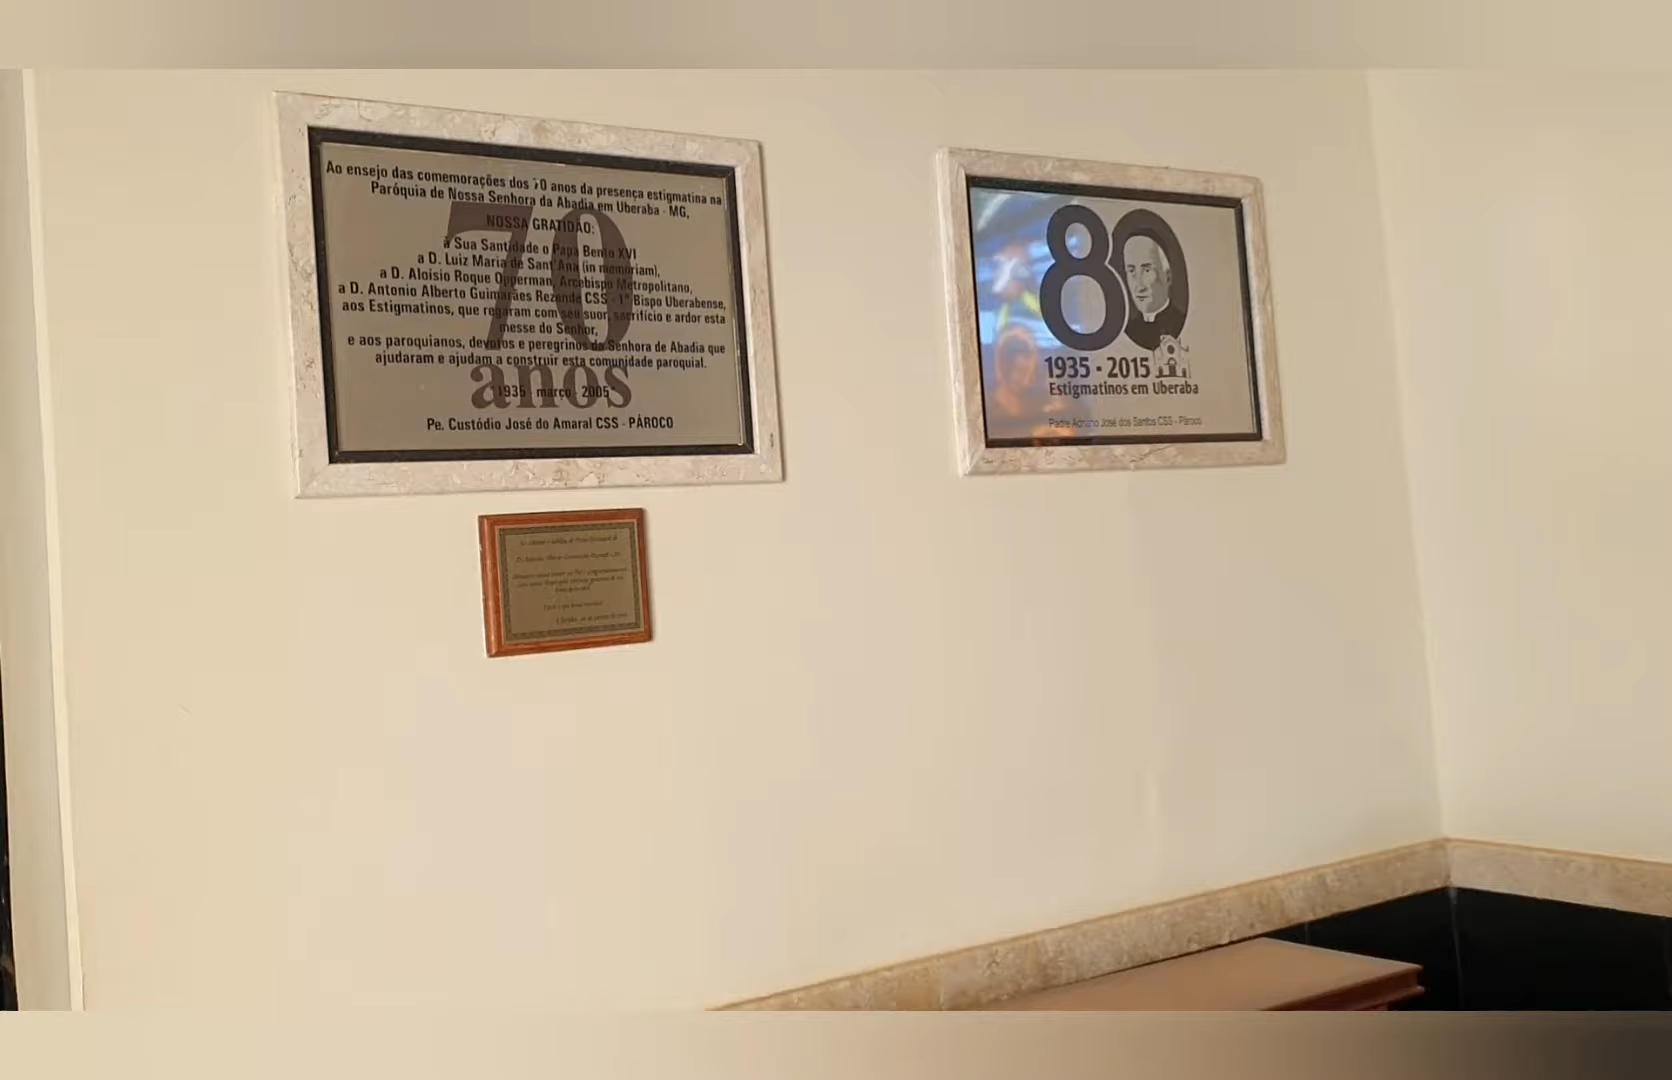 Ao ensejo das comemorações dos 70 anos da presença estigmatina na
Paróquia de Nossa Senhora da Abadia em Uberaba - MG,
NOSSA GRATIDÃO:
à Sua Santidade o Papa Bento XVI
a D. Luiz Maria de Sant'Ana (in memoriam),
a D. Aloísio Roque Opperman, Arcebispo Metropolitano,
a D. Antonio Alberto Guimarães Rezende CSS - 1º Bispo Uberabense,
aos Estigmatinos, que regaram com seu suor, sacrifício e ardor esta
messe do Senhor,
e aos paroquianos, devotos e peregrinos da Senhora de Abadia que
ajudaram e ajudam a construir esta comunidade paroquial.
1935 - março - 2005
Pe. Custódio José do Amaral CSS - PÁROCO
70
anos
80
1935 - 2015
Estigmatinos em Uberaba
Padre Adriano José dos Santos CSS - Pároco